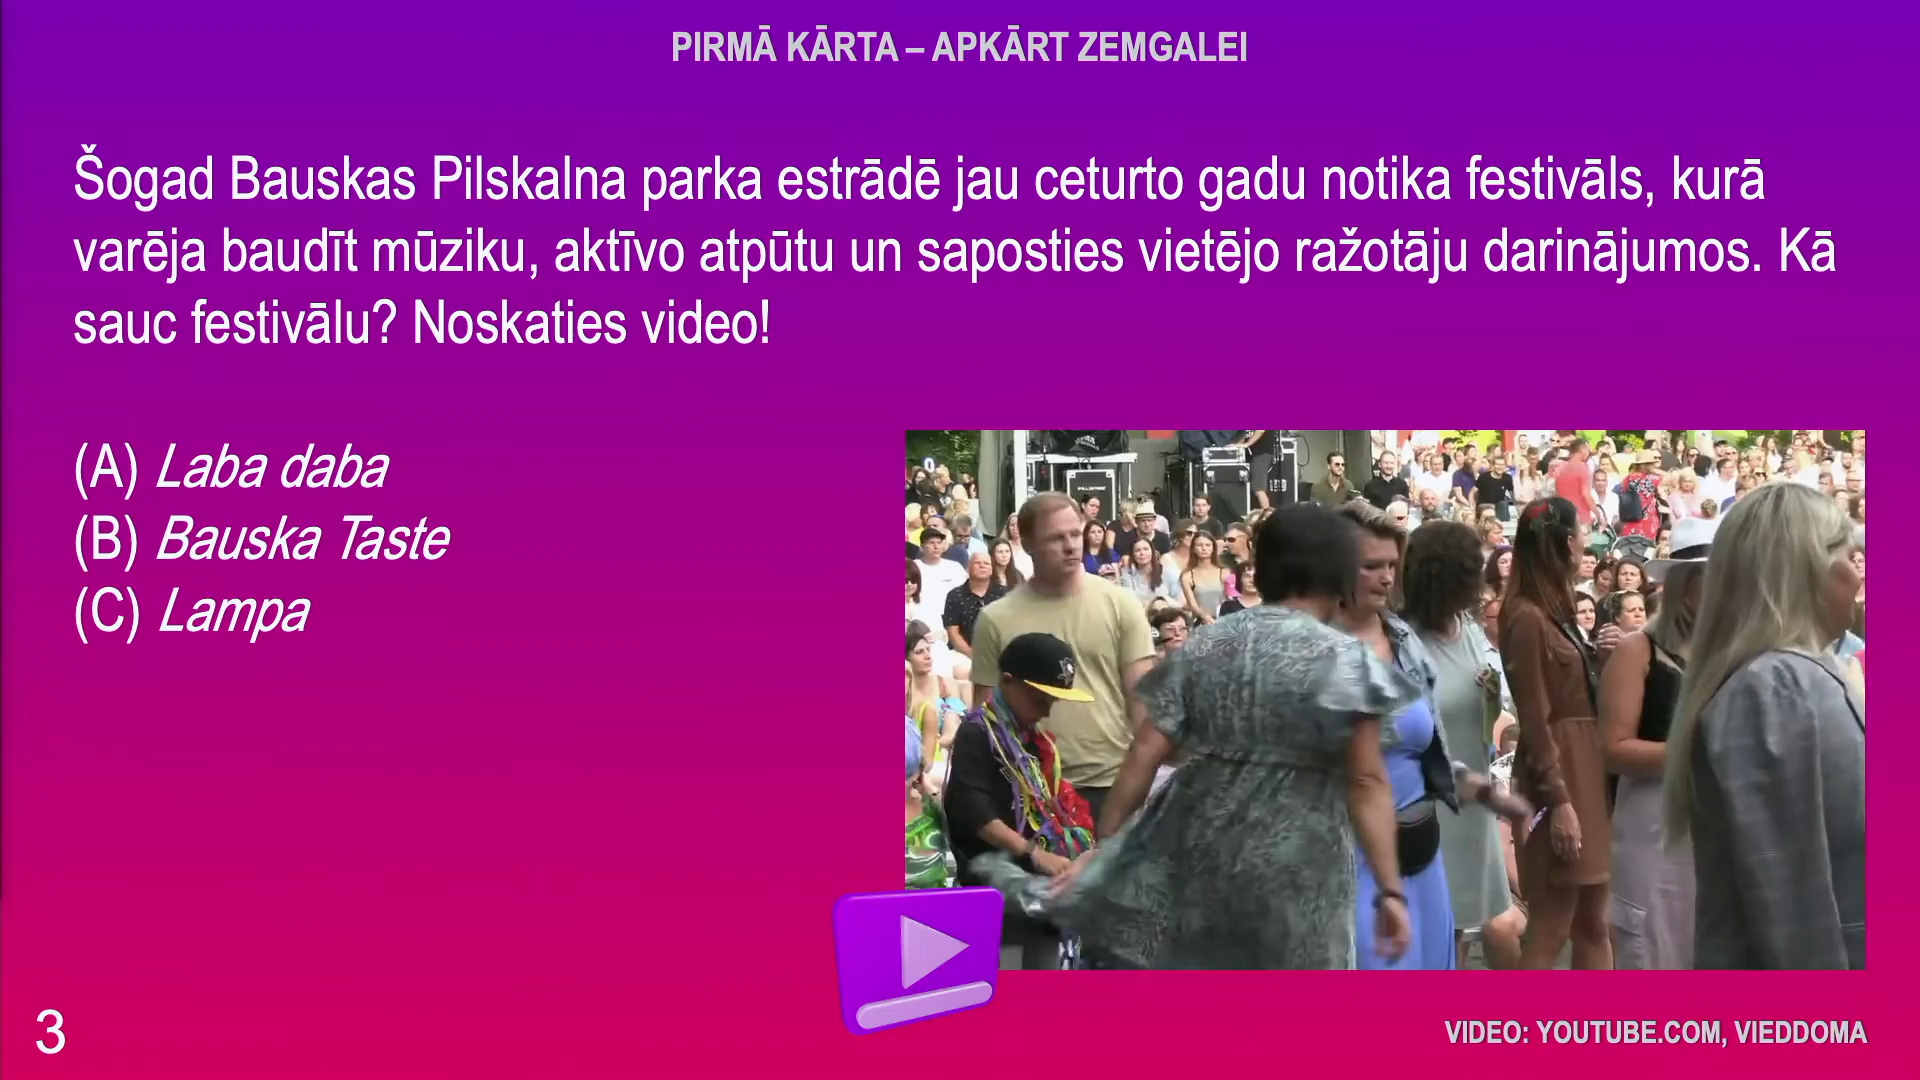 PIRMĀ KĀRTA – APKĀRT ZEMGALEI
Šogad Bauskas Pilskalna parka estrādē jau ceturto gadu notika festivāls, kurā
varēja baudīt mūziku, aktīvo atpūtu un saposties vietējo ražotāju darinājumos. Kā
sauc festivālu? Noskaties video!
(A) Laba daba
(B) Bauska Taste
(C) Lampa
3
VIDEO: YOUTUBE.COM, VIEDDOMA